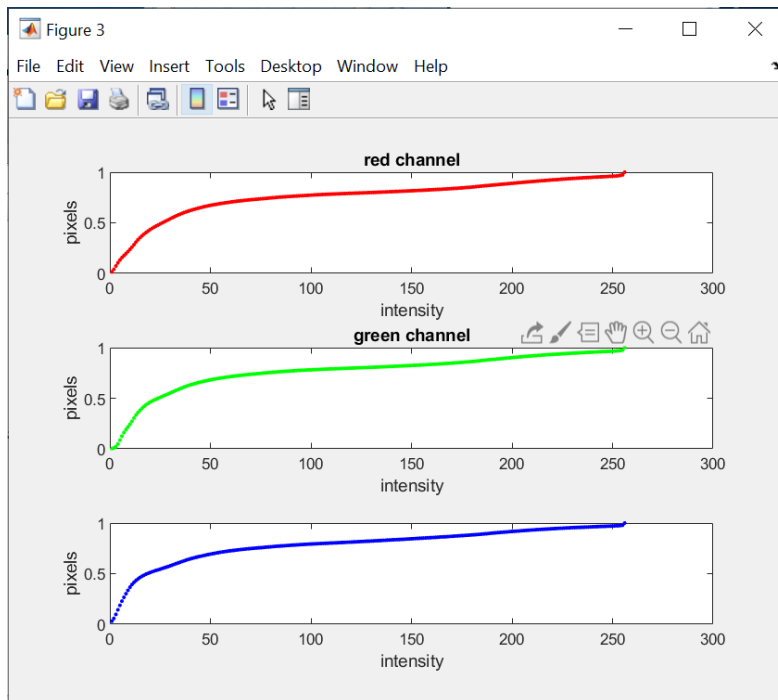 Figure 3
File Edit View Insert Tools Desktop Window Help
red channel
1
0.5
0
pixels
0 50 100 150 200 250 300
intensity
green channel
1
0.5
0
pixels
0 50 100 150 200 250 300
intensity
1
0.5
0
pixels
0 50 100 150 200 250 300
intensity